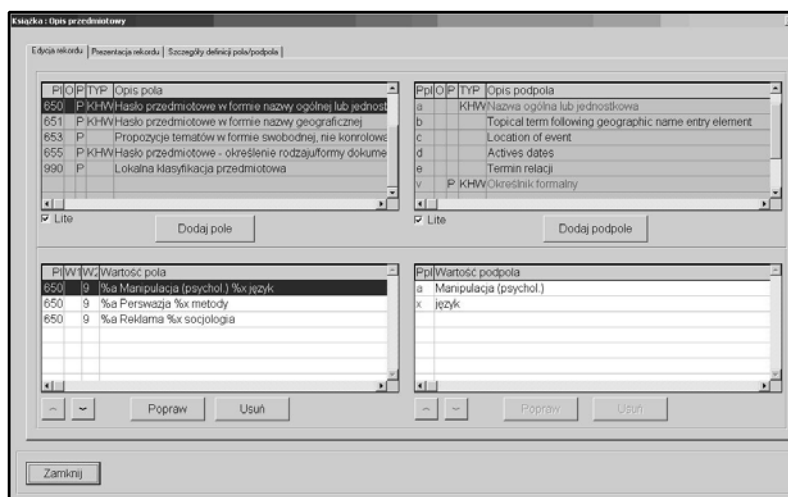 Książka : Opis przedmiotowy
Edycja rekordu | Prezentacja rekordu | Szczegóły definicji pola/podpola
Pl O P TYP Opis pola
650 P KHW Hasło przedmiotowe w formie nazwy ogólnej lub jednost
651 P KHW Hasło przedmiotowe w formie nazwy geograficznej
653 P Propozycje tematów w formie swobodnej, nie konrolowa
655 P KHW Hasło przedmiotowe - określenie rodzaju/formy dokume
990 P Lokalna klasyfikacja przedmiotowa
Lite
Dodaj pole
Ppl O P TYP Opis podpola
a KHW Nazwa ogólna lub jednostkowa
b Topical term following geographic name entry element
c Location of event
d Actives dates
e Termin relacji
v P KHW Określnik formalny
Lite
Dodaj podpole
Pl W1 W2 Wartość pola
650 9 %a Manipulacja (psychol.) %x język
650 9 %a Perswazja %x metody
650 9 %a Reklama %x socjologia
Popraw Usuń
Ppl Wartość podpola
a Manipulacja (psychol.)
x język
Popraw Usuń
Zamknij